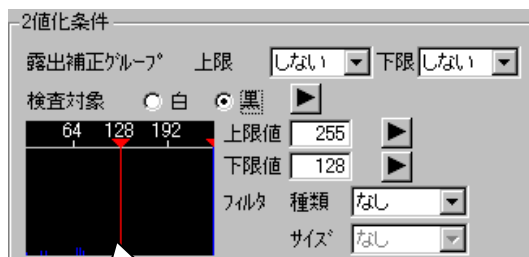 2値化条件
露出補正ｸﾞﾙｰﾌﾟ 上限 しない 下限 しない
検査対象 白 黒
64 128 192
上限値 255
下限値 128
ﾌｨﾙﾀ 種類 なし
ｻｲｽﾞ なし